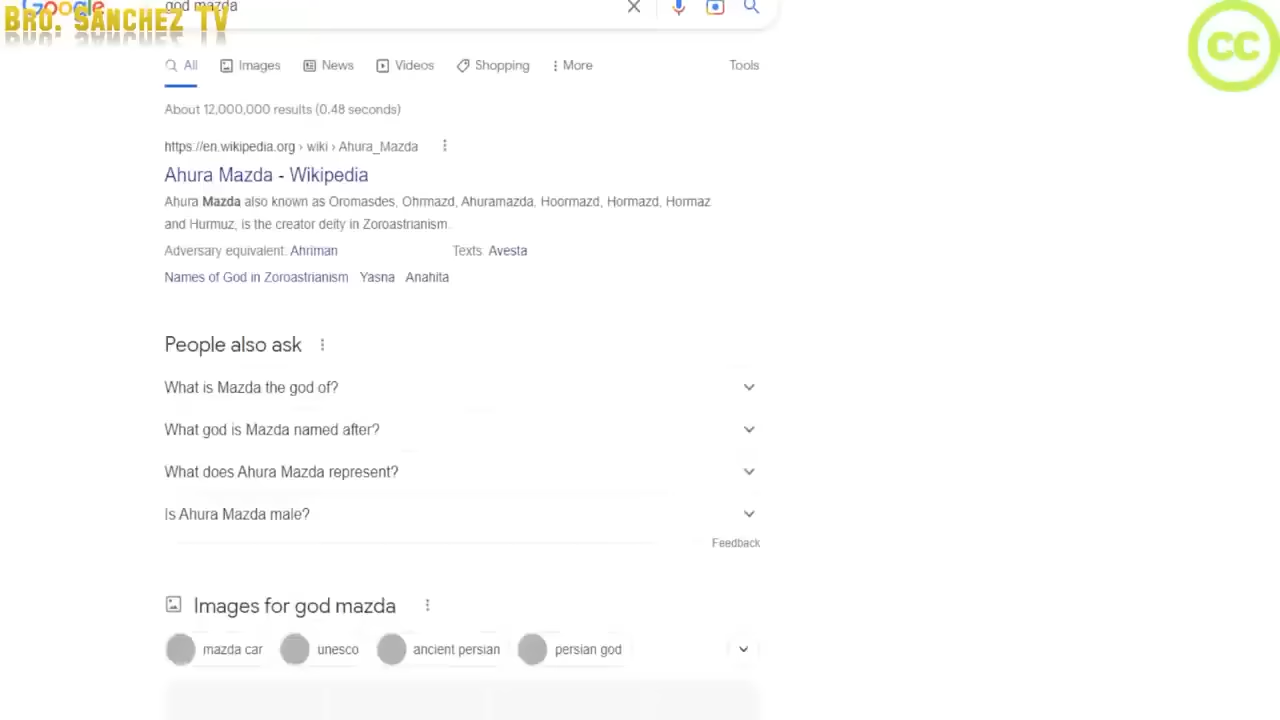 Google
BRO. SANCHEZ TV
god mazda
CC
All Images News Videos Shopping More Tools
About 12,000,000 results (0.48 seconds)
https://en.wikipedia.org › wiki › Ahura_Mazda
Ahura Mazda - Wikipedia
Ahura Mazda also known as Oromasdes, Ohrmazd, Ahuramazda, Hoormazd, Hormazd, Hormaz
and Hurmuz, is the creator deity in Zoroastrianism.
Adversary equivalent: Ahriman Texts: Avesta
Names of God in Zoroastrianism Yasna Anahita
People also ask
What is Mazda the god of?
What god is Mazda named after?
What does Ahura Mazda represent?
Is Ahura Mazda male?
Feedback
Images for god mazda
mazda car unesco ancient persian persian god